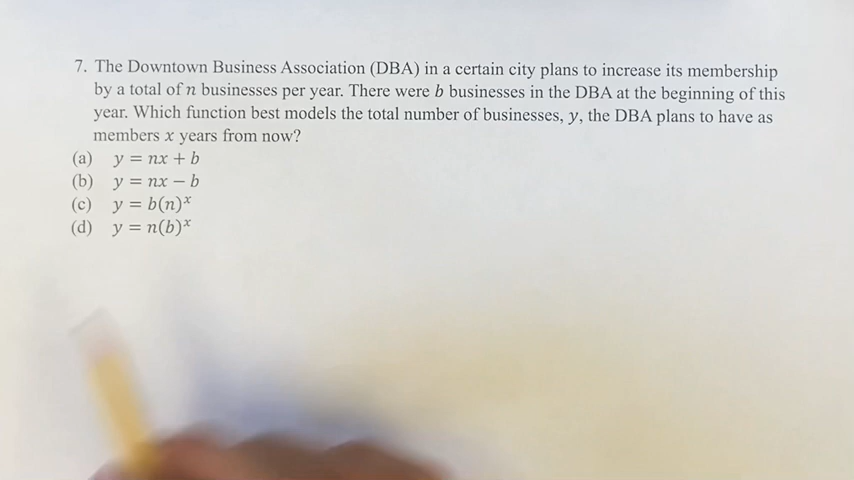 7. The Downtown Business Association (DBA) in a certain city plans to increase its membership
by a total of n businesses per year. There were b businesses in the DBA at the beginning of this
year. Which function best models the total number of businesses, y, the DBA plans to have as
members x years from now?
(a) y = nx + b
(b) y = nx − b
(c) y = b(n)ˣ
(d) y = n(b)ˣ